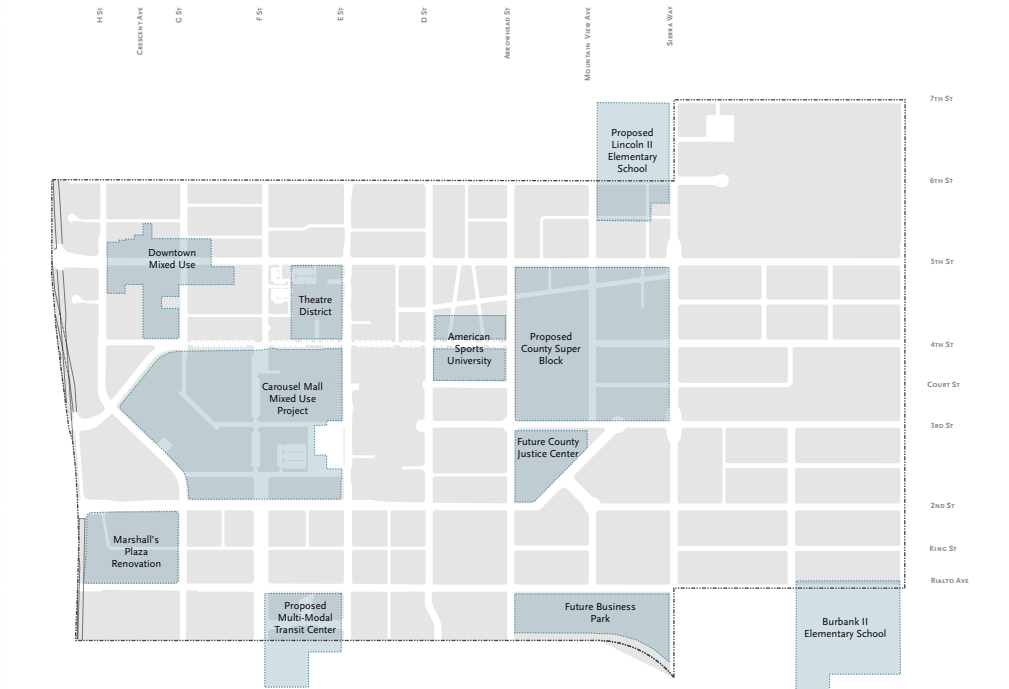 H St
Crescent Ave
G St
F St
E St
D St
Arrowhead St
Mountain View Ave
Sierra Way
7th St
6th St
5th St
4th St
Court St
3rd St
2nd St
King St
Rialto Ave
Proposed
Lincoln II
Elementary
School
Downtown
Mixed Use
Theatre
District
American
Sports
University
Proposed
County Super
Block
Carousel Mall
Mixed Use
Project
Future County
Justice Center
Marshall's
Plaza
Renovation
Proposed
Multi-Modal
Transit Center
Future Business
Park
Burbank II
Elementary School